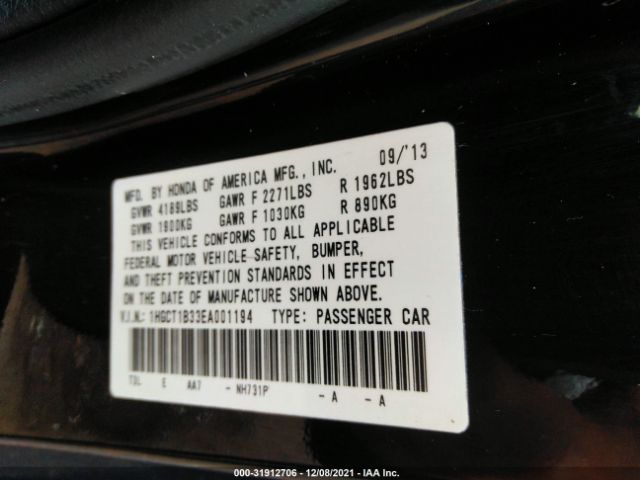 MFD. BY HONDA OF AMERICA MFG., INC. 09/'13
GVWR 4189LBS GAWR F 2271LBS R 1962LBS
GVWR 1900KG GAWR F 1030KG R 890KG
THIS VEHICLE CONFORMS TO ALL APPLICABLE
FEDERAL MOTOR VEHICLE SAFETY, BUMPER,
AND THEFT PREVENTION STANDARDS IN EFFECT
ON THE DATE OF MANUFACTURE SHOWN ABOVE.
V.I.N.: 1HGCT1B33EA001194 TYPE: PASSENGER CAR
T3L E AA7 - NH731P - A - A
000-31912706 - 12/08/2021 - IAA Inc.